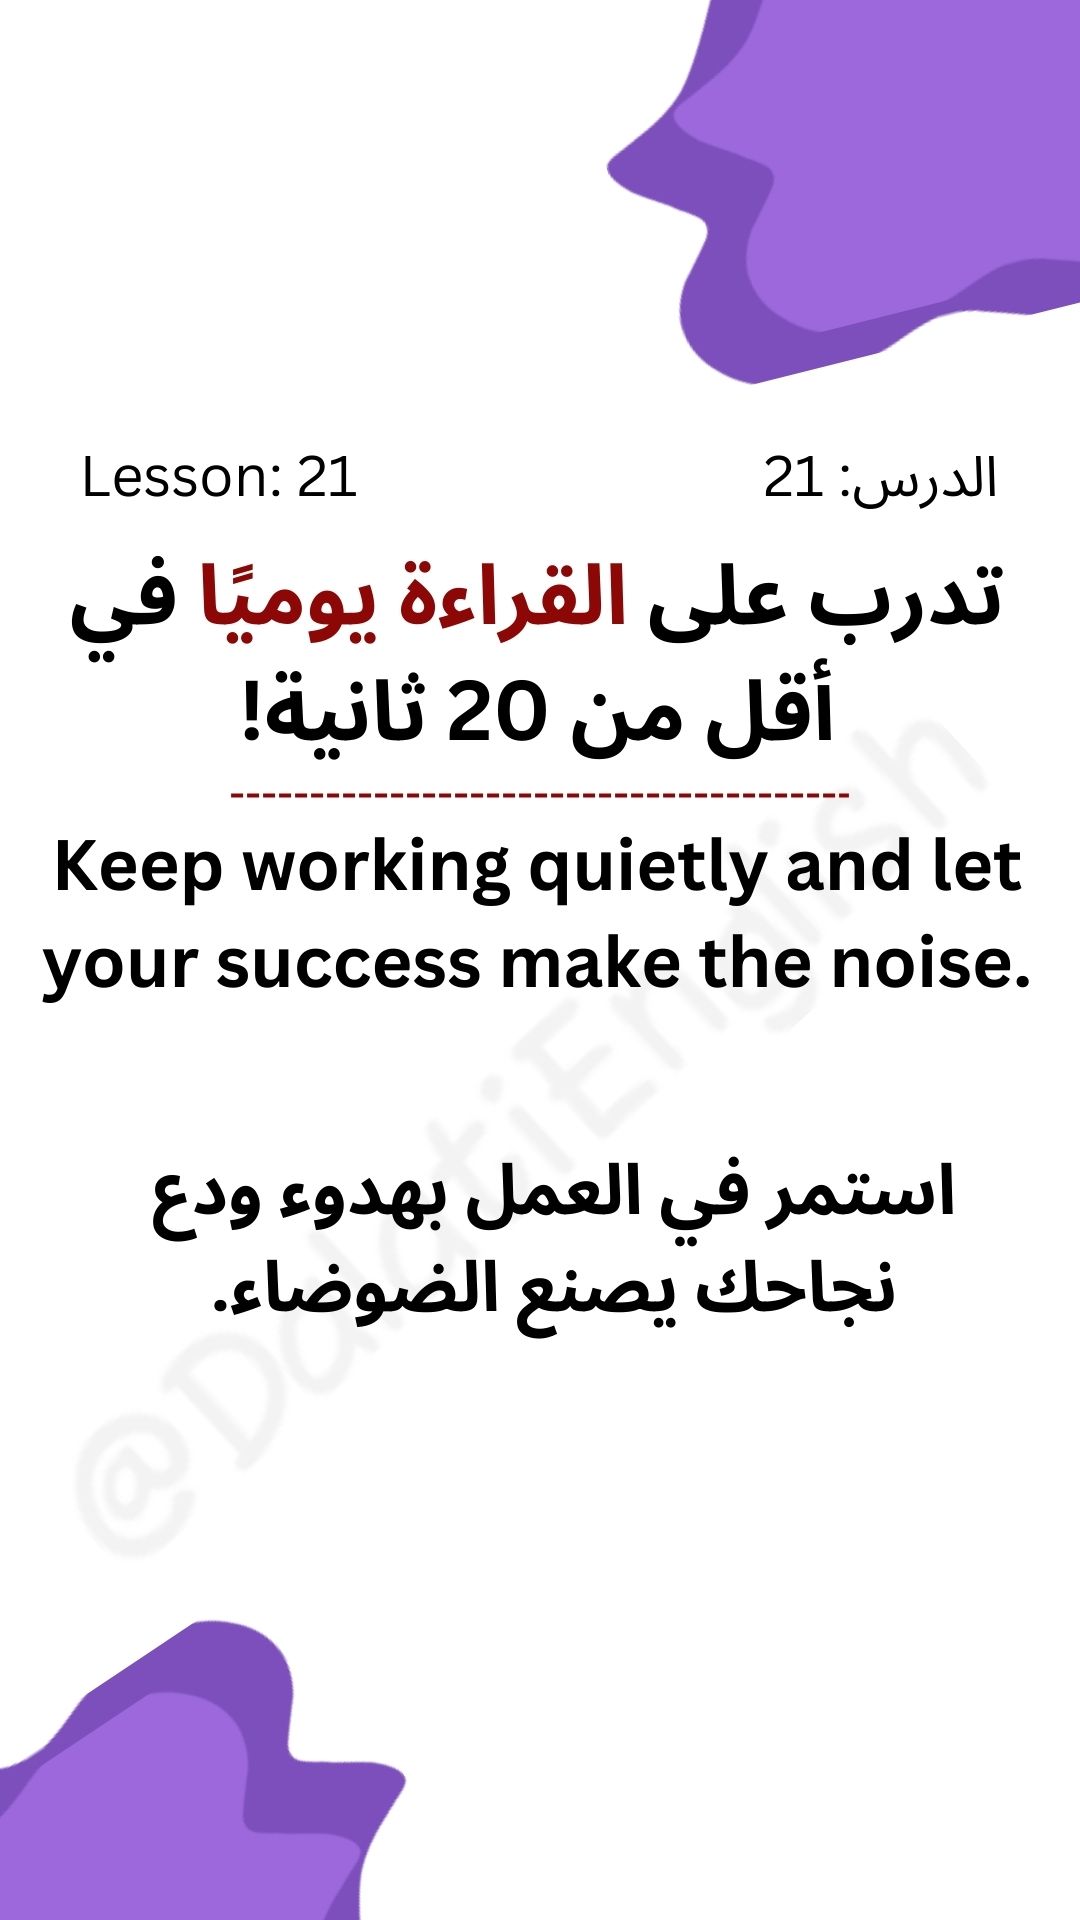 Lesson: 21
الدرس: 21
تدرب على القراءة يوميًا في
أقل من 20 ثانية!
---------------------------------------
Keep working quietly and let
your success make the noise.
استمر في العمل بهدوء ودع
نجاحك يصنع الضوضاء.
@DalatiEnglish